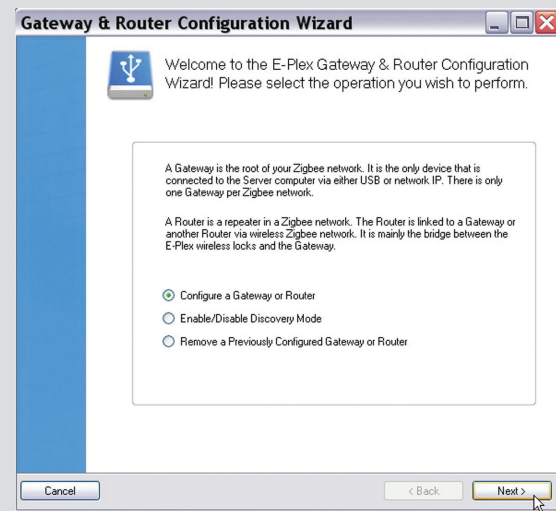 Gateway & Router Configuration Wizard
Welcome to the E-Plex Gateway & Router Configuration
Wizard! Please select the operation you wish to perform.
A Gateway is the root of your Zigbee network. It is the only device that is
connected to the Server computer via either USB or network IP. There is only
one Gateway per Zigbee network.
A Router is a repeater in a Zigbee network. The Router is linked to a Gateway or
another Router via wireless Zigbee network. It is mainly the bridge between the
E-Plex wireless locks and the Gateway.
Configure a Gateway or Router
Enable/Disable Discovery Mode
Remove a Previously Configured Gateway or Router
Cancel
< Back
Next >